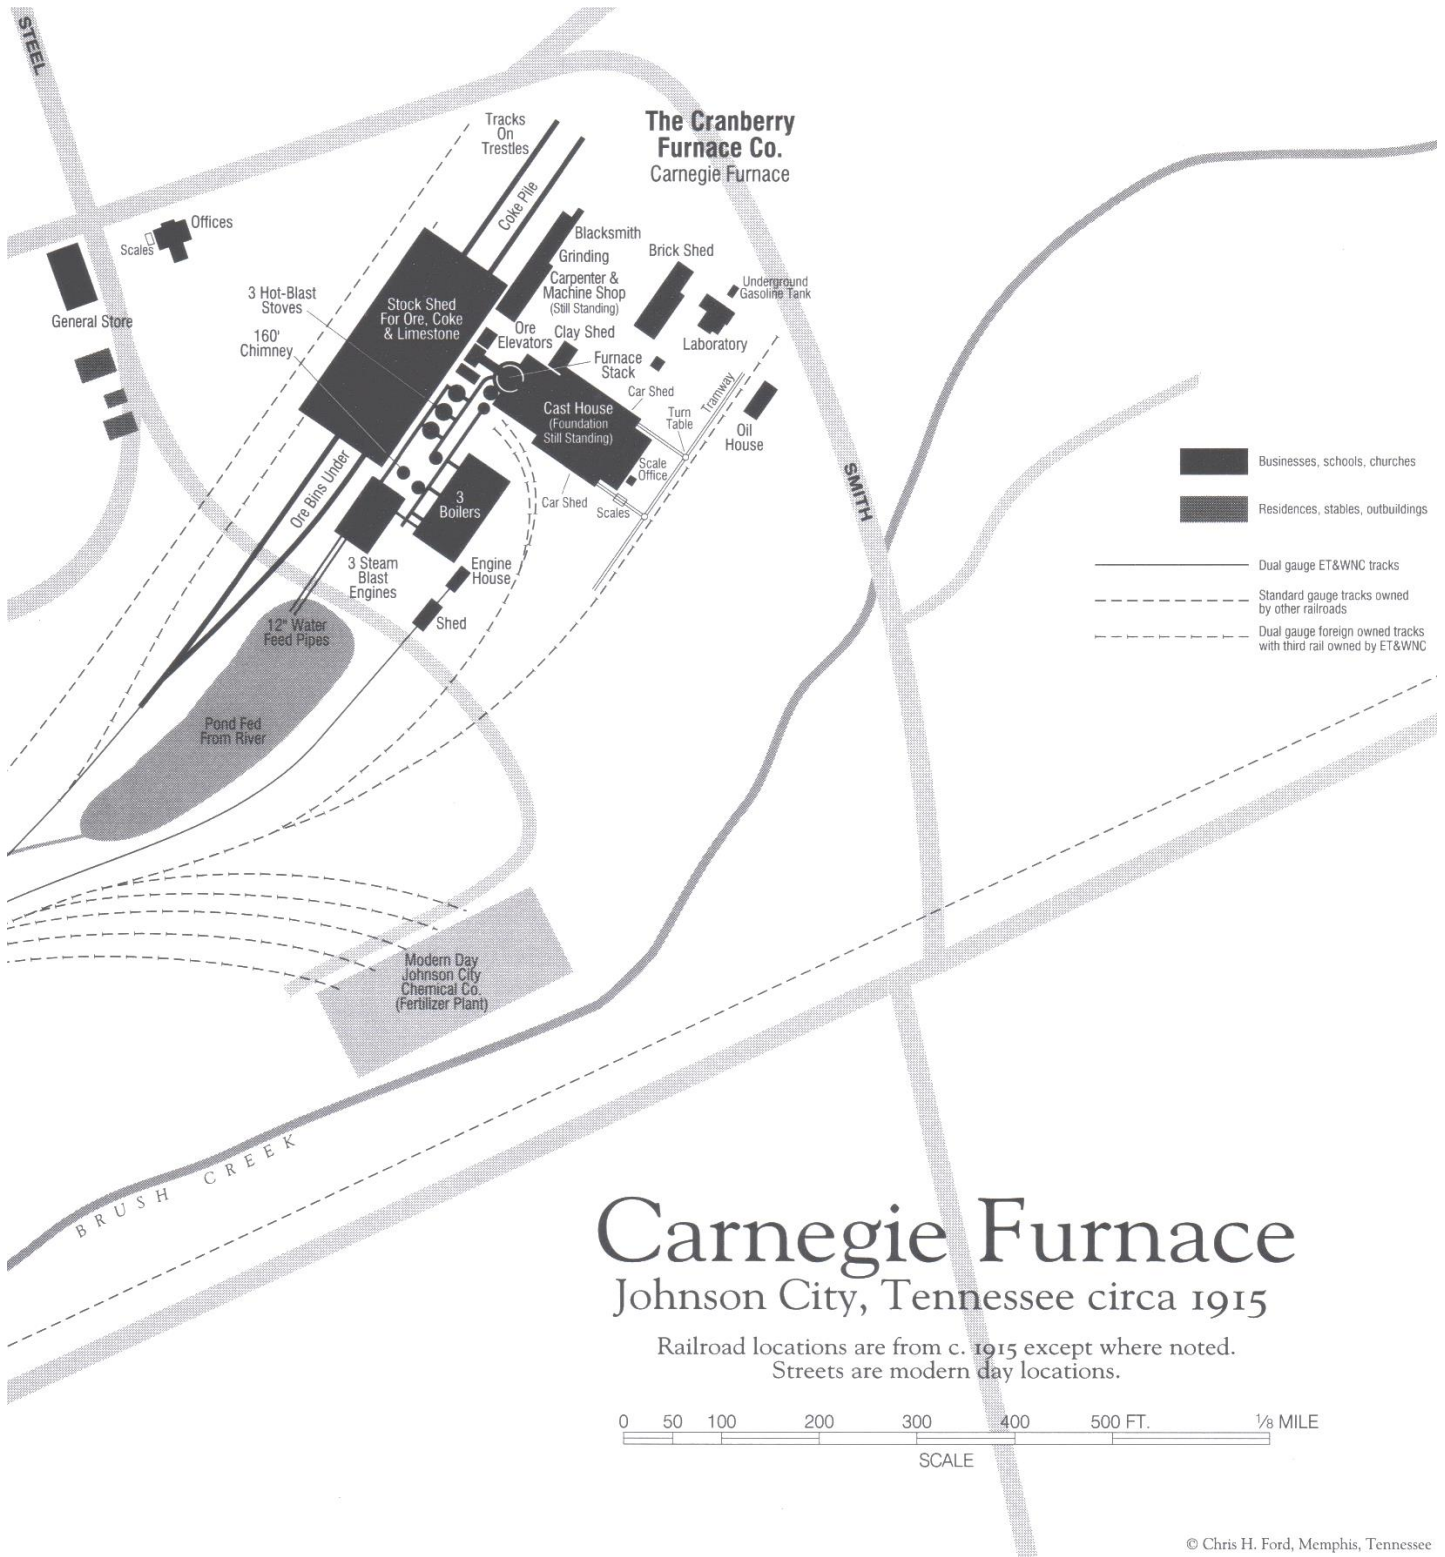 STEEL
Tracks
On
Trestles
The Cranberry
Furnace Co.
Carnegie Furnace
Coke Pile
Offices
Scales
Blacksmith
Grinding
Brick Shed
Carpenter &
Machine Shop
(Still Standing)
Underground
Gasoline Tank
3 Hot-Blast
Stoves
Stock Shed
For Ore, Coke
& Limestone
General Store
160'
Chimney
Ore
Elevators
Clay Shed
Laboratory
Furnace
Stack
Car Shed
Tramway
Cast House
(Foundation
Still Standing)
Turn
Table
Oil
House
Ore Bins Under
Scale
Office
SMITH
Businesses, schools, churches
3
Boilers
Car Shed
Scales
Residences, stables, outbuildings
3 Steam
Blast
Engines
Engine
House
Dual gauge ET&WNC tracks
Standard gauge tracks owned
by other railroads
12" Water
Feed Pipes
Shed
Dual gauge foreign owned tracks
with third rail owned by ET&WNC
Pond Fed
From River
Modern Day
Johnson City
Chemical Co.
(Fertilizer Plant)
BRUSH CREEK
Carnegie Furnace
Johnson City, Tennessee circa 1915
Railroad locations are from c. 1915 except where noted.
Streets are modern day locations.
0 50 100 200 300 400 500 FT. 1/8 MILE
SCALE
© Chris H. Ford, Memphis, Tennessee